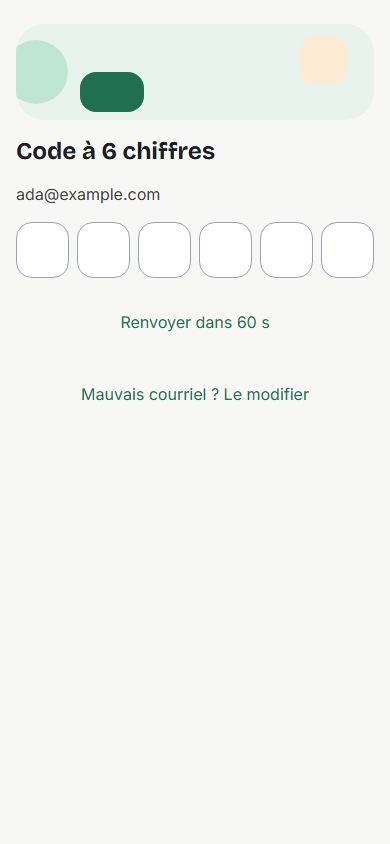 Code à 6 chiffres
ada@example.com
Renvoyer dans 60 s
Mauvais courriel ? Le modifier